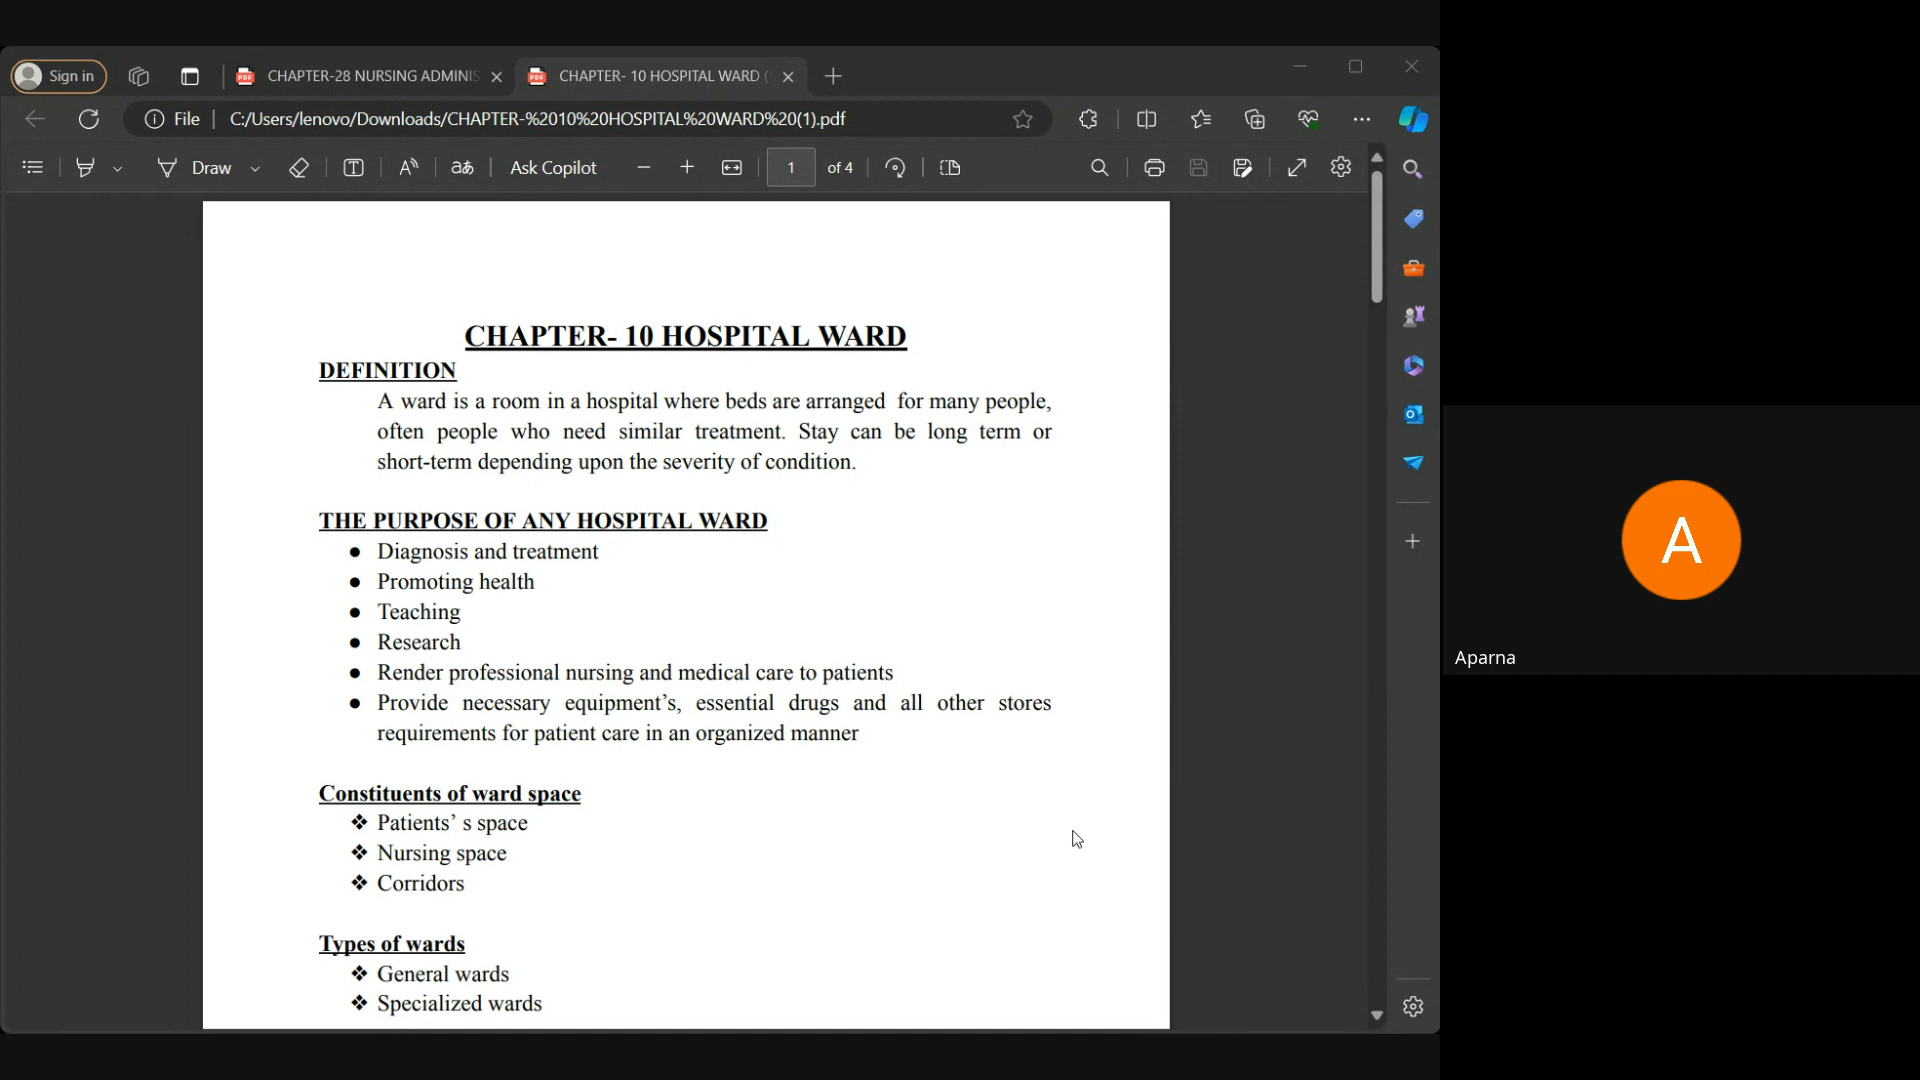 Sign in
CHAPTER-28 NURSING ADMINIS
CHAPTER- 10 HOSPITAL WARD (
File
C:/Users/lenovo/Downloads/CHAPTER-%2010%20HOSPITAL%20WARD%20(1).pdf
Draw
aあ
Ask Copilot
1
of 4
CHAPTER- 10 HOSPITAL WARD
DEFINITION
A ward is a room in a hospital where beds are arranged for many people,
often people who need similar treatment. Stay can be long term or
short-term depending upon the severity of condition.
THE PURPOSE OF ANY HOSPITAL WARD
● Diagnosis and treatment
● Promoting health
● Teaching
● Research
● Render professional nursing and medical care to patients
● Provide necessary equipment’s, essential drugs and all other stores
requirements for patient care in an organized manner
Constituents of ward space
❖ Patients’ s space
❖ Nursing space
❖ Corridors
Types of wards
❖ General wards
❖ Specialized wards
A
Aparna